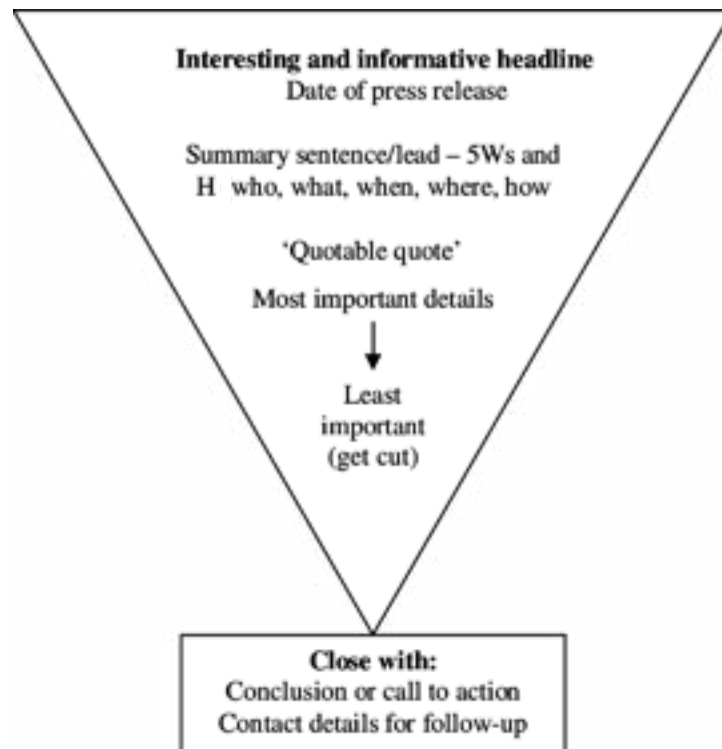 Interesting and informative headline
Date of press release
Summary sentence/lead – 5Ws and
H who, what, when, where, how
‘Quotable quote’
Most important details
Least
important
(get cut)
Close with:
Conclusion or call to action
Contact details for follow-up